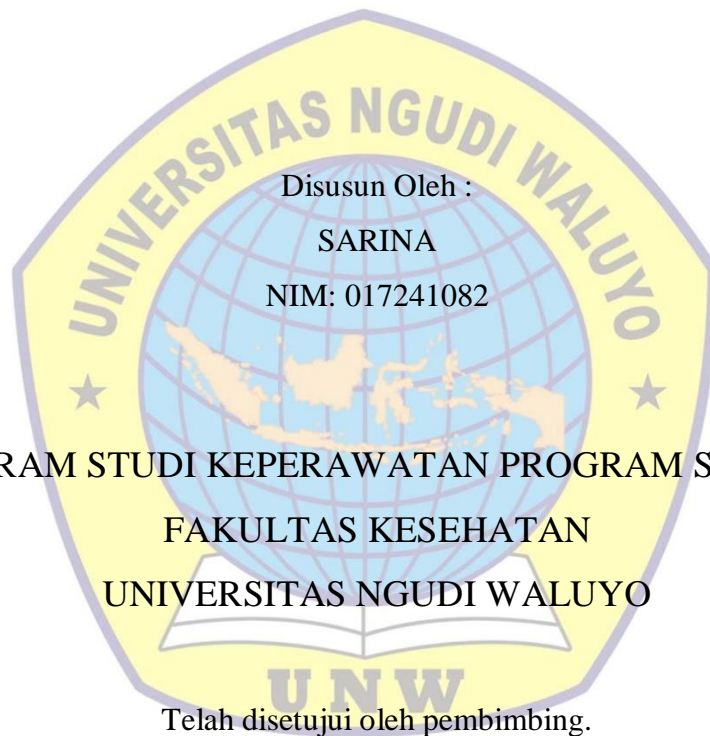 UNIVERSITAS NGUDI WALUYO
Disusun Oleh :
SARINA
NIM: 017241082
RAM STUDI KEPERAWATAN PROGRAM S
FAKULTAS KESEHATAN
UNIVERSITAS NGUDI WALUYO
UNW
Telah disetujui oleh pembimbing.